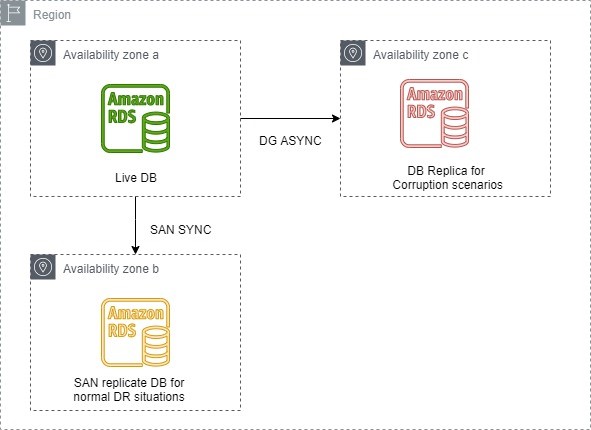 Region
Availability zone a
Amazon
RDS
Live DB
DG ASYNC
Availability zone c
Amazon
RDS
DB Replica for
Corruption scenarios
SAN SYNC
Availability zone b
Amazon
RDS
SAN replicate DB for
normal DR situations